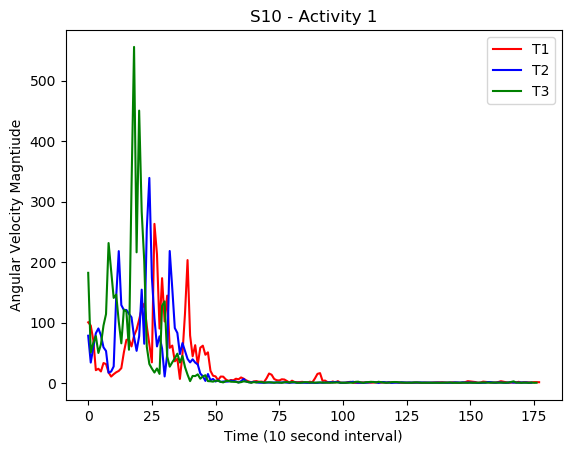 S10 - Activity 1
T1
T2
T3
Angular Velocity Magntiude
500
400
300
200
100
0
0 25 50 75 100 125 150 175
Time (10 second interval)